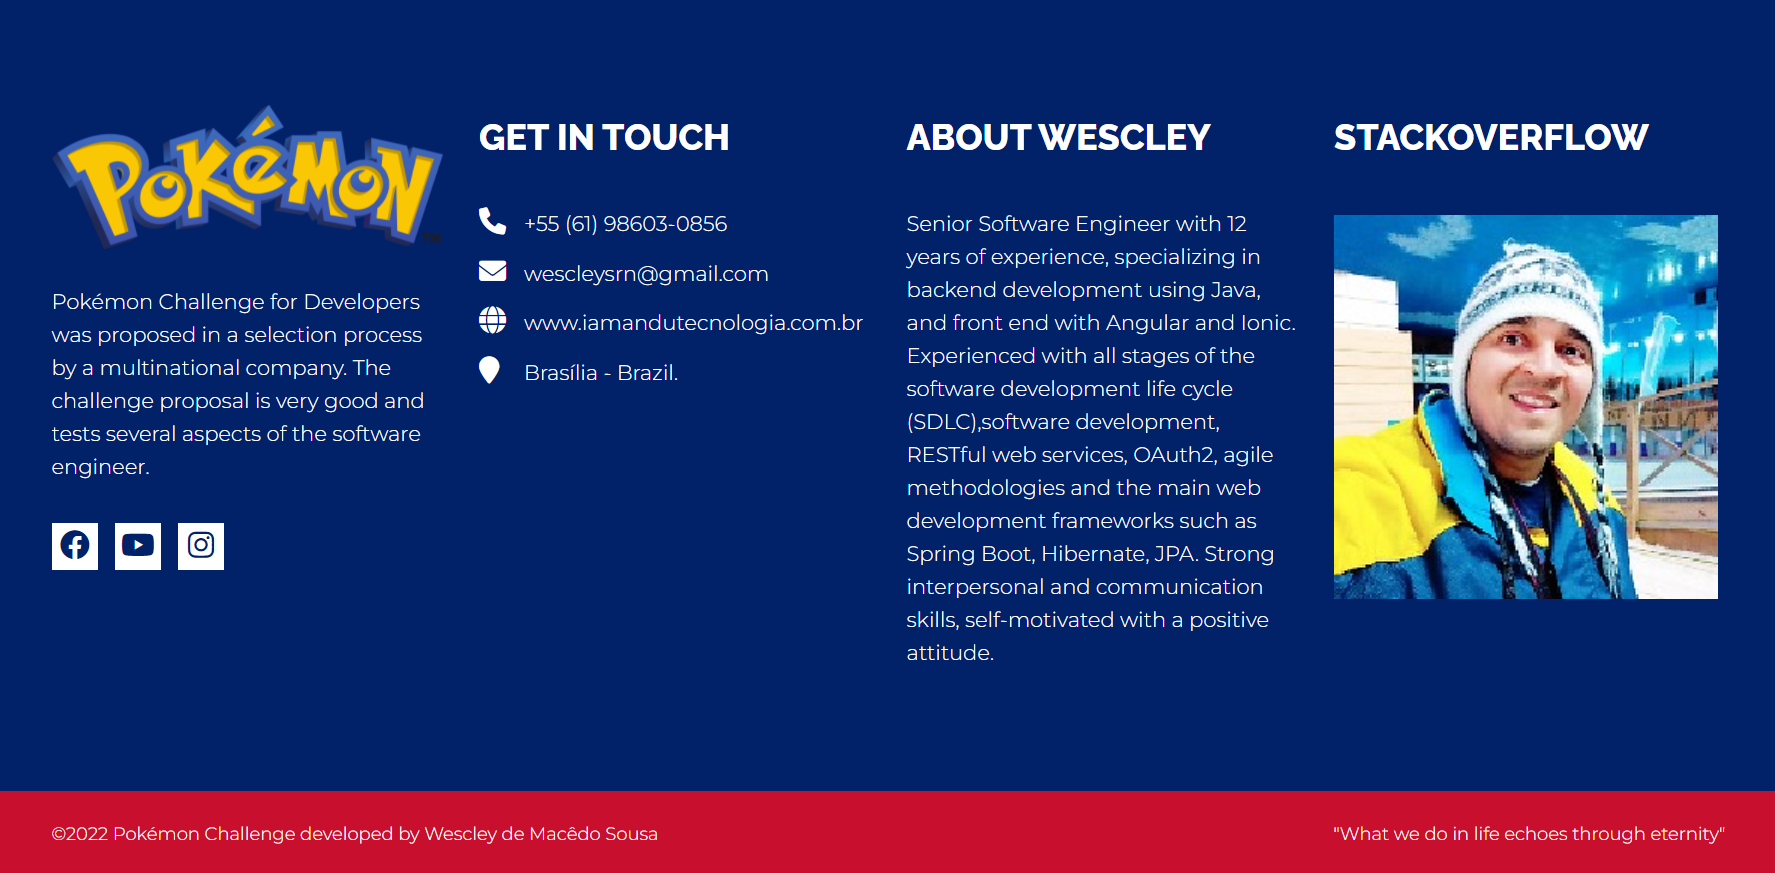 POKéMON
™
Pokémon Challenge for Developers
was proposed in a selection process
by a multinational company. The
challenge proposal is very good and
tests several aspects of the software
engineer.
GET IN TOUCH
+55 (61) 98603-0856
wescleysrn@gmail.com
www.iamandutecnologia.com.br
Brasília - Brazil.
ABOUT WESCLEY
Senior Software Engineer with 12
years of experience, specializing in
backend development using Java,
and front end with Angular and Ionic.
Experienced with all stages of the
software development life cycle
(SDLC),software development,
RESTful web services, OAuth2, agile
methodologies and the main web
development frameworks such as
Spring Boot, Hibernate, JPA. Strong
interpersonal and communication
skills, self-motivated with a positive
attitude.
STACKOVERFLOW
©2022 Pokémon Challenge developed by Wescley de Macêdo Sousa
"What we do in life echoes through eternity"